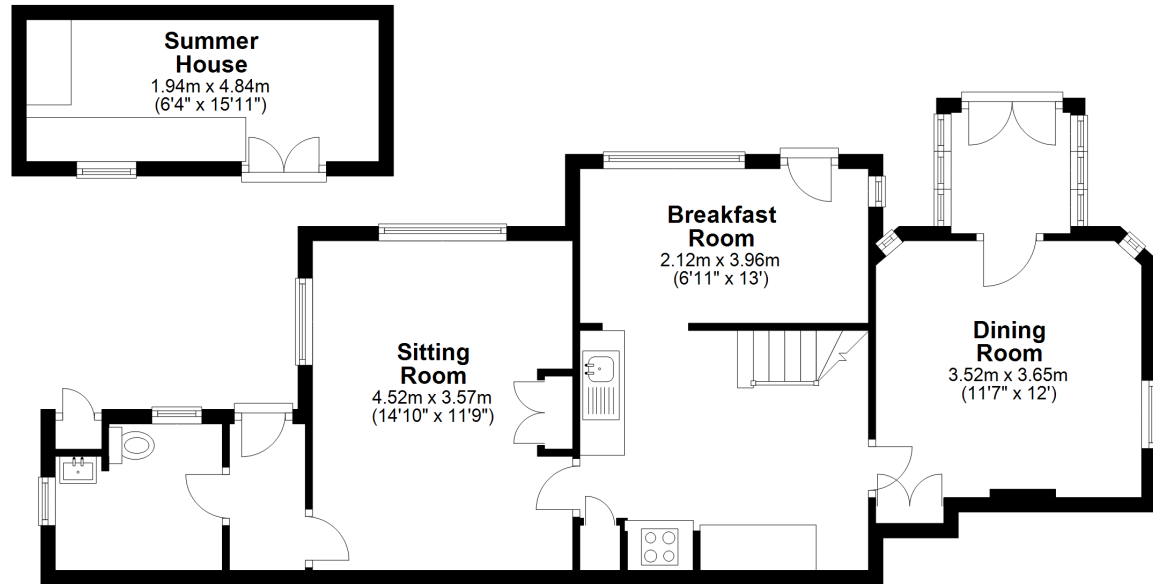 Summer
House
1.94m x 4.84m
(6'4" x 15'11")
Breakfast
Room
2.12m x 3.96m
(6'11" x 13')
Sitting
Room
4.52m x 3.57m
(14'10" x 11'9")
Dining
Room
3.52m x 3.65m
(11'7" x 12')